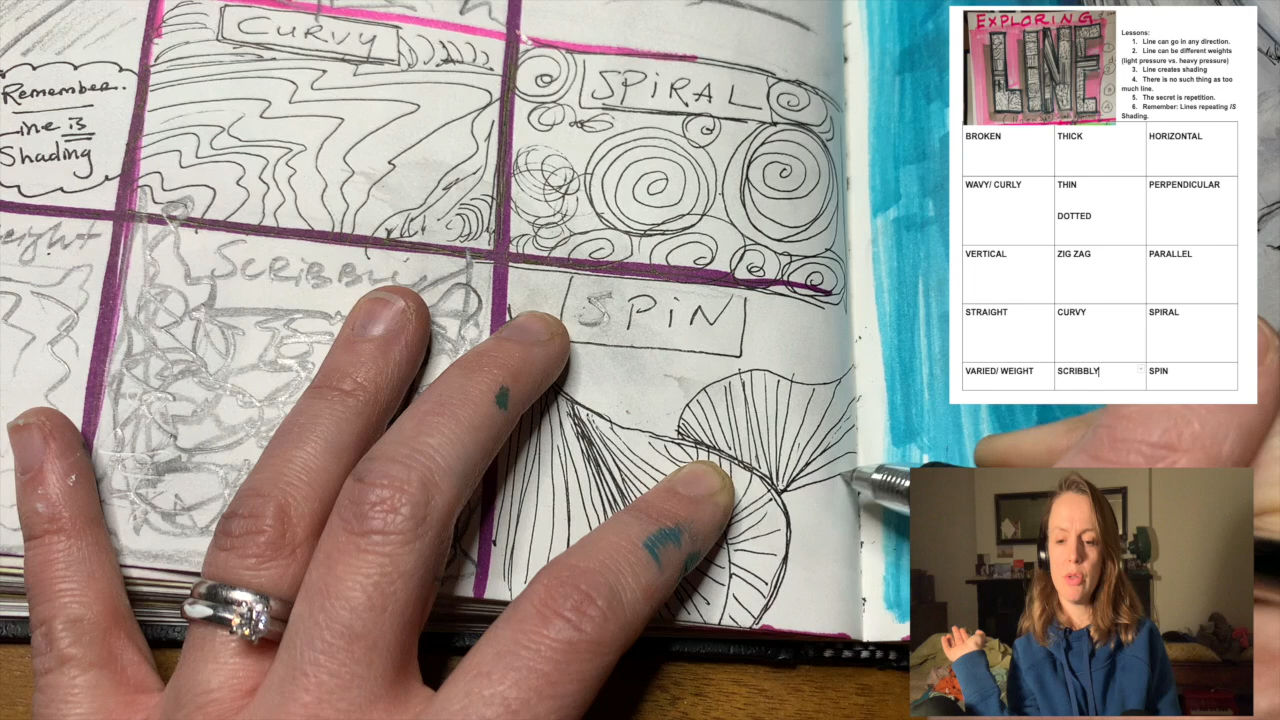 CURVY
SPIRAL
Remember.
Line is
Shading
eight
SCRIBBL
SPIN
EXPLORING
LINE
Lessons:
1. Line can go in any direction.
2. Line can be different weights
(light pressure vs. heavy pressure)
3. Line creates shading
4. There is no such thing as too
much line.
5. The secret is repetition.
6. Remember: Lines repeating IS
Shading.
BROKEN THICK HORIZONTAL
WAVY/ CURLY THIN PERPENDICULAR
DOTTED
VERTICAL ZIG ZAG PARALLEL
STRAIGHT CURVY SPIRAL
VARIED/ WEIGHT SCRIBBLY SPIN